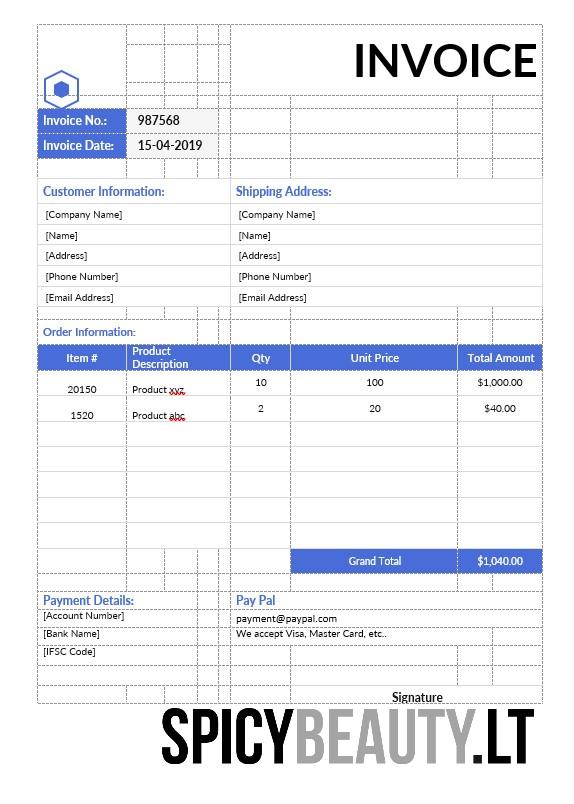 INVOICE
Invoice No.: 987568
Invoice Date: 15-04-2019
Customer Information: Shipping Address:
[Company Name] [Company Name]
[Name] [Name]
[Address] [Address]
[Phone Number] [Phone Number]
[Email Address] [Email Address]
Order Information:
Item # Product Description Qty Unit Price Total Amount
20150 Product xyz 10 100 $1,000.00
1520 Product abc 2 20 $40.00
Grand Total $1,040.00
Payment Details: Pay Pal
[Account Number] payment@paypal.com
[Bank Name] We accept Visa, Master Card, etc..
[IFSC Code]
Signature
SPICYBEAUTY.LT